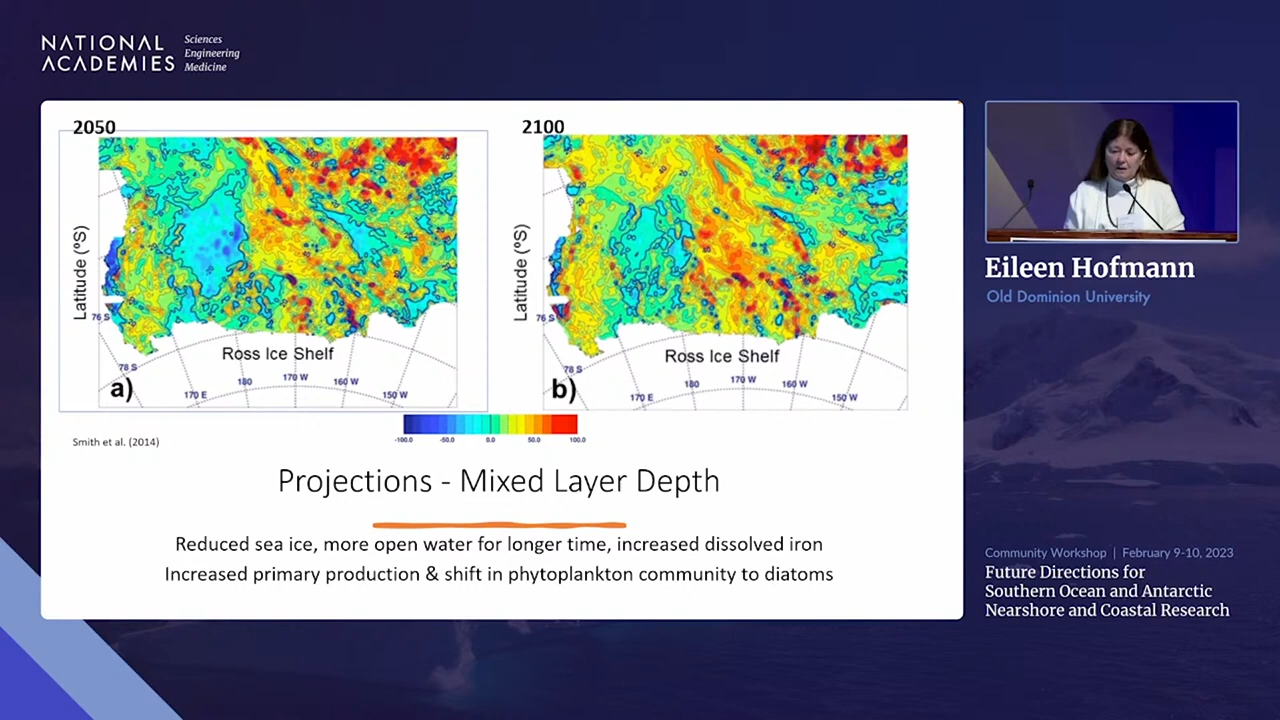 NATIONAL
ACADEMIES
Sciences
Engineering
Medicine
2050
2100
Latitude (ºS)
Latitude (ºS)
76 S
78 S
Ross Ice Shelf
170 E
180
170 W
160 W
150 W
a)
76 S
78 S
Ross Ice Shelf
170 E
180
170 W
160 W
150 W
b)
-100.0
-50.0
0.0
50.0
100.0
Smith et al. (2014)
Projections - Mixed Layer Depth
Reduced sea ice, more open water for longer time, increased dissolved iron
Increased primary production & shift in phytoplankton community to diatoms
Eileen Hofmann
Old Dominion University
Community Workshop | February 9-10, 2023
Future Directions for
Southern Ocean and Antarctic
Nearshore and Coastal Research